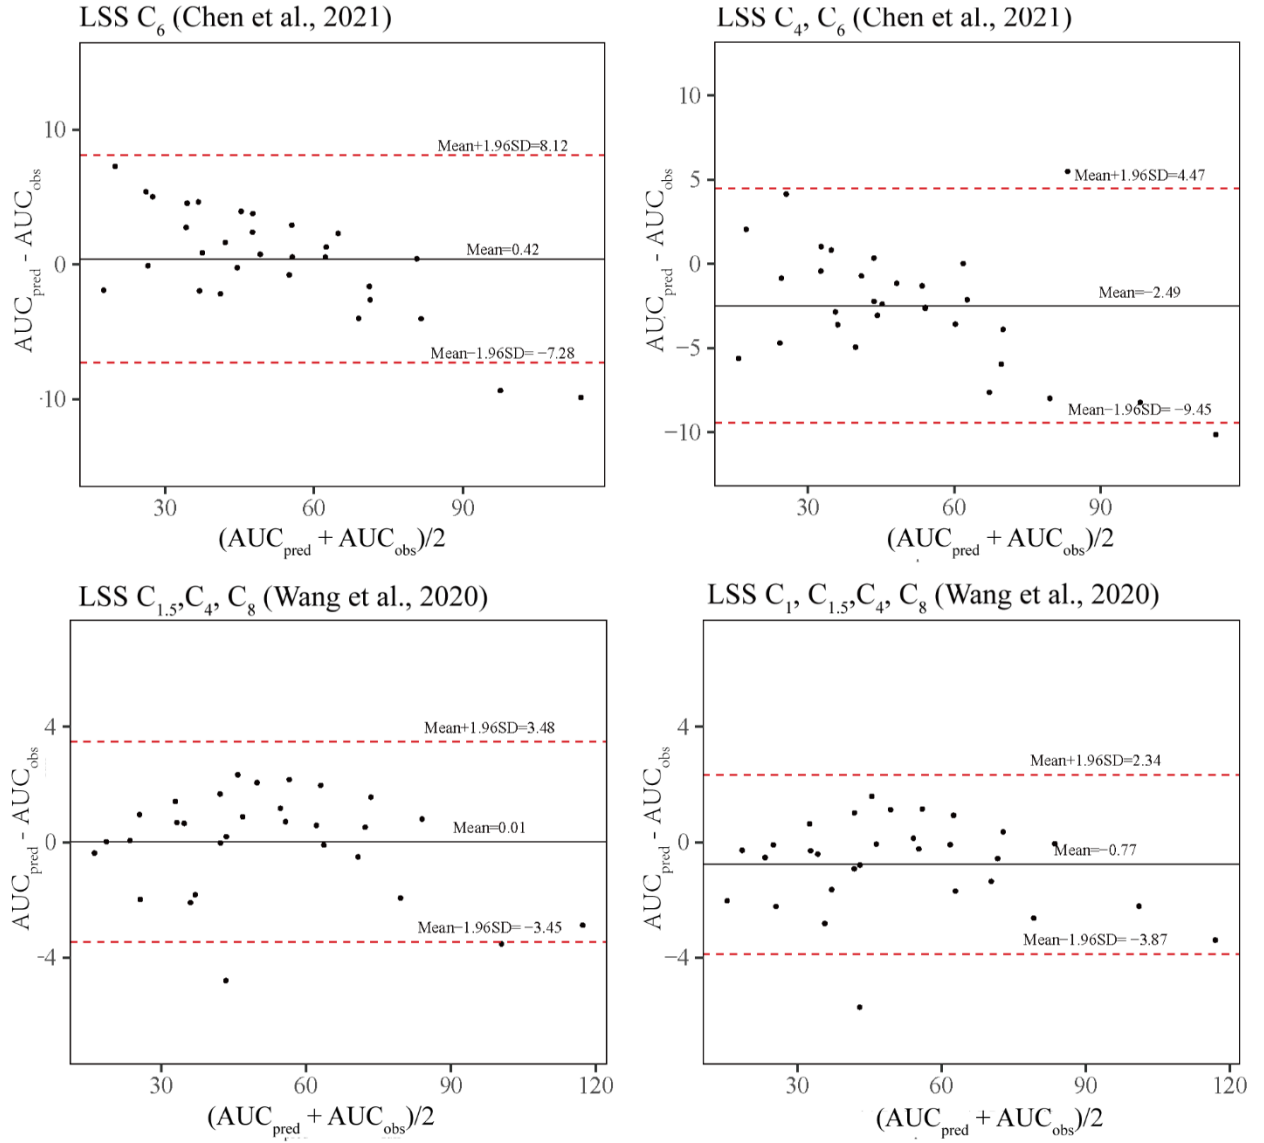 LSS C6 (Chen et al., 2021)
AUCpred - AUCobs
10
0
10
Mean+1.96SD=8.12
Mean=0.42
Mean−1.96SD= −7.28
30
60
90
(AUCpred + AUCobs)/2
LSS C4, C6 (Chen et al., 2021)
AUCpred - AUCobs
10
5
0
−5
−10
Mean+1.96SD=4.47
Mean=−2.49
Mean−1.96SD= −9.45
30
60
90
(AUCpred + AUCobs)/2
LSS C1.5,C4, C8 (Wang et al., 2020)
AUCpred - AUCobs
4
0
−4
Mean+1.96SD=3.48
Mean=0.01
Mean−1.96SD= −3.45
30
60
90
120
(AUCpred + AUCobs)/2
LSS C1, C1.5,C4, C8 (Wang et al., 2020)
AUCpred - AUCobs
4
0
−4
Mean+1.96SD=2.34
Mean=−0.77
Mean−1.96SD= −3.87
30
60
90
120
(AUCpred + AUCobs)/2